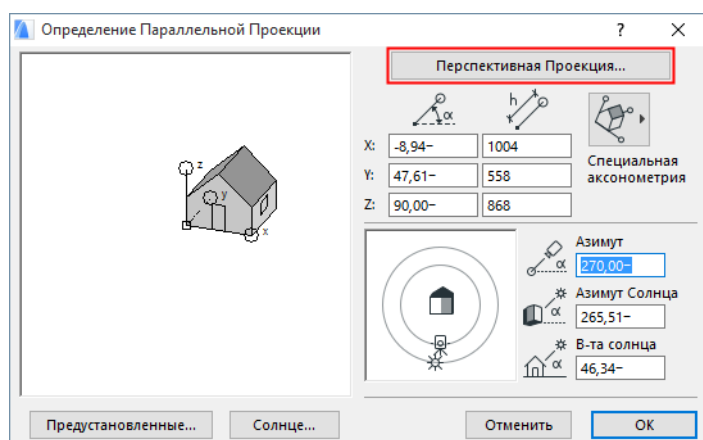 Определение Параллельной Проекции
?
Перспективная Проекция...
α
h
X: -8,94− 1004
Y: 47,61− 558
Z: 90,00− 868
Специальная
аксонометрия
z
y
x
Азимут
α 270,00−
Азимут Солнца
α 265,51−
В-та солнца
α 46,34−
Предустановленные...
Солнце...
Отменить
OK